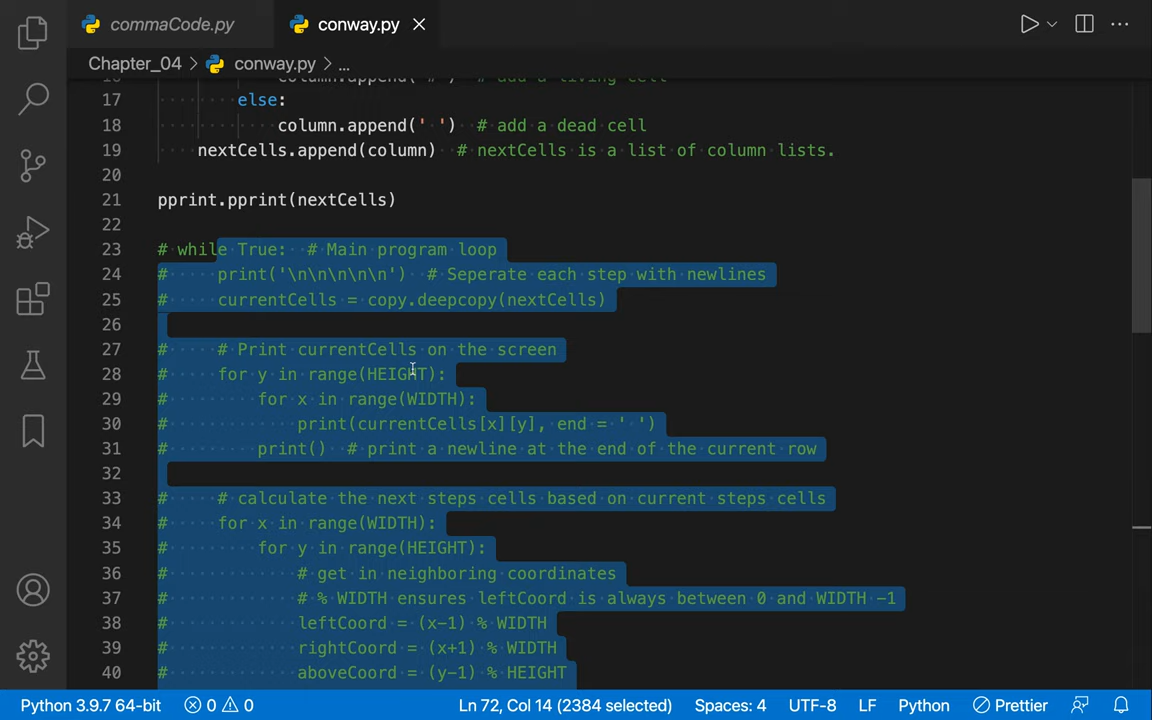 commaCode.py
conway.py
Chapter_04 > conway.py > ...
17 else:
18 column.append(' ') # add a dead cell
19 nextCells.append(column) # nextCells is a list of column lists.
20
21 pprint.pprint(nextCells)
22
23 # while True: # Main program loop
24 # print('\n\n\n\n\n') # Seperate each step with newlines
25 # currentCells = copy.deepcopy(nextCells)
26
27 # # Print currentCells on the screen
28 # for y in range(HEIGHT):
29 # for x in range(WIDTH):
30 # print(currentCells[x][y], end = ' ')
31 # print() # print a newline at the end of the current row
32
33 # # calculate the next steps cells based on current steps cells
34 # for x in range(WIDTH):
35 # for y in range(HEIGHT):
36 # # get in neighboring coordinates
37 # # % WIDTH ensures leftCoord is always between 0 and WIDTH -1
38 # leftCoord = (x-1) % WIDTH
39 # rightCoord = (x+1) % WIDTH
40 # aboveCoord = (y-1) % HEIGHT
Python 3.9.7 64-bit 0 0 Ln 72, Col 14 (2384 selected) Spaces: 4 UTF-8 LF Python Prettier